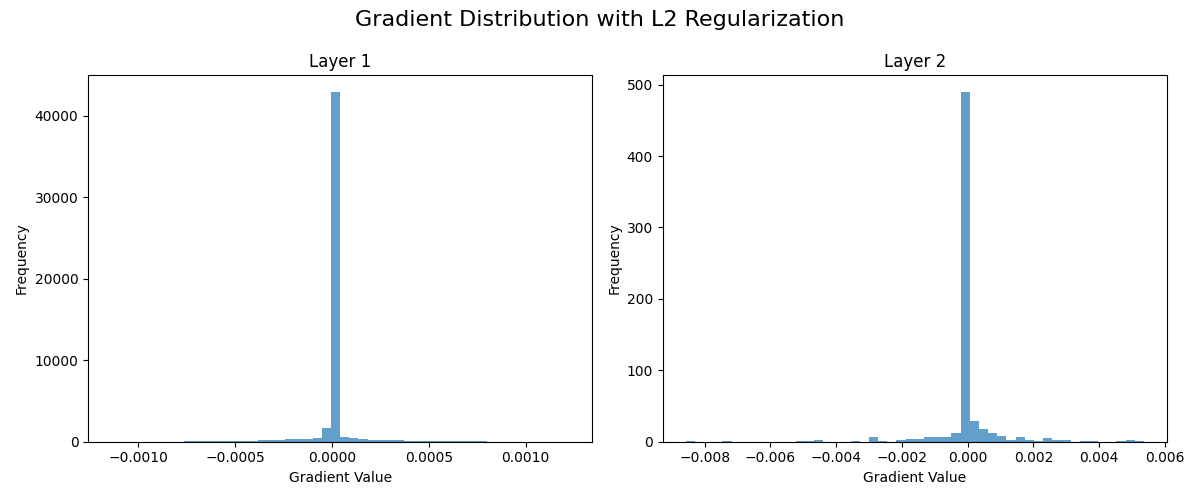 Gradient Distribution with L2 Regularization
Layer 1
Frequency
40000
30000
20000
10000
0
−0.0010 −0.0005 0.0000 0.0005 0.0010
Gradient Value
Layer 2
Frequency
500
400
300
200
100
0
−0.008 −0.006 −0.004 −0.002 0.000 0.002 0.004 0.006
Gradient Value